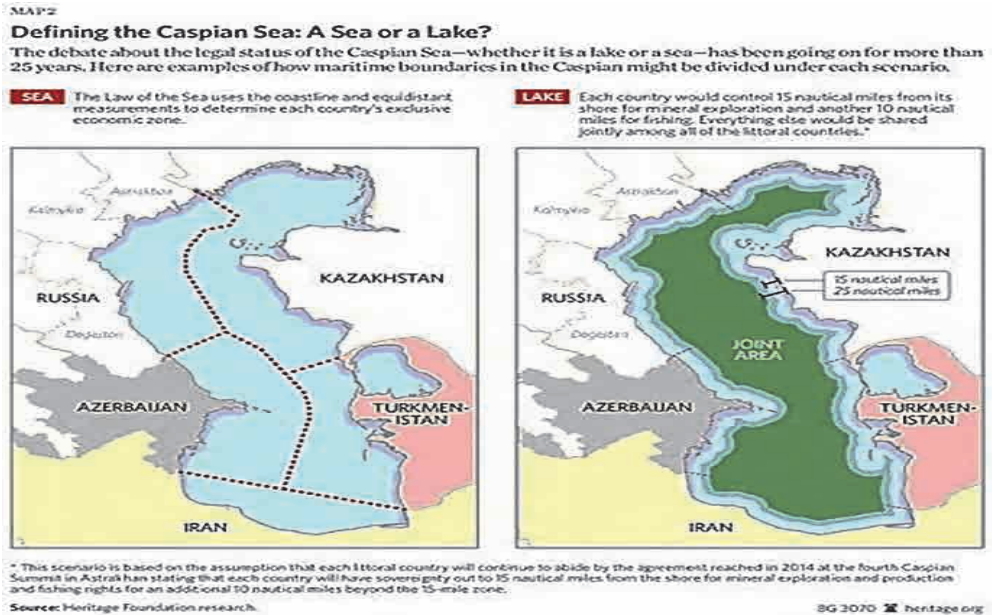 MAP 2
Defining the Caspian Sea: A Sea or a Lake?
The debate about the legal status of the Caspian Sea—whether it is a lake or a sea—has been going on for more than
25 years. Here are examples of how maritime boundaries in the Caspian might be divided under each scenario.
SEA The Law of the Sea uses the coastline and equidistant
measurements to determine each country's exclusive
economic zone.
LAKE Each country would control 15 nautical miles from its
shore for mineral exploration and another 10 nautical
miles for fishing. Everything else would be shared
jointly among all of the littoral countries.*
Astrakhan
Kalmykia
KAZAKHSTAN
RUSSIA
Dagestan
AZERBAIJAN
TURKMEN-
ISTAN
IRAN
Astrakhan
Kalmykia
KAZAKHSTAN
15 nautical miles
25 nautical miles
RUSSIA
Dagestan
JOINT
AREA
AZERBAIJAN
TURKMEN-
ISTAN
IRAN
* This scenario is based on the assumption that each littoral country will continue to abide by the agreement reached in 2014 at the fourth Caspian
Summit in Astrakhan stating that each country will have sovereignty out to 15 nautical miles from the shore for mineral exploration and production
and fishing rights for an additional 10 nautical miles beyond the 15-mile zone.
Source: Heritage Foundation research.
BG 3070 heritage.org